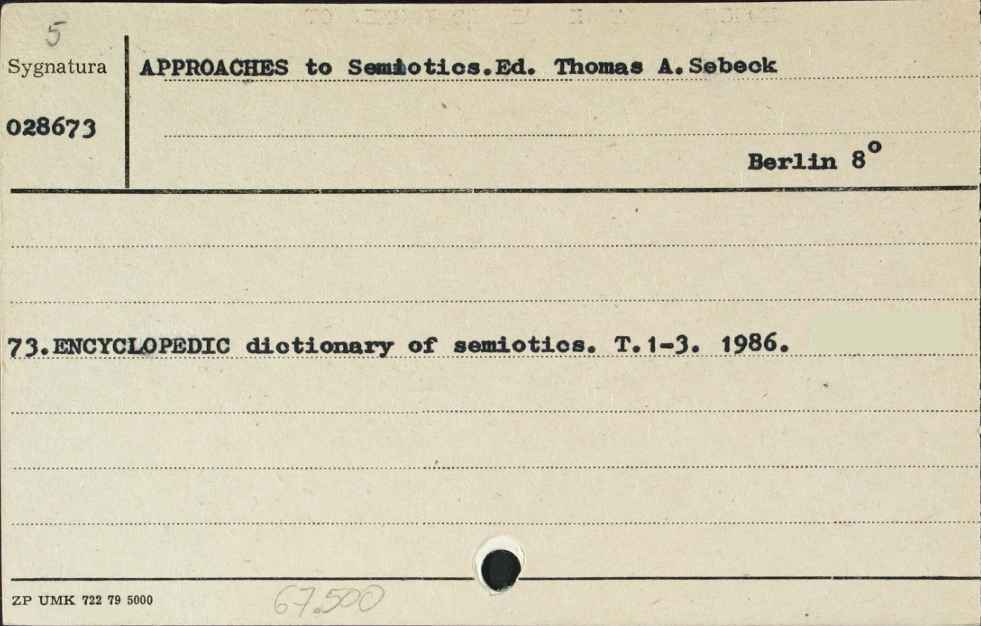 5
Sygnatura
APPROACHES to Semiotics.Ed. Thomas A.Sebeck
028673
Berlin 8°
73.ENCYCLOPEDIC dictionary of semiotics. T.1-3. 1986.
ZP UMK 722 79 5000
67.500